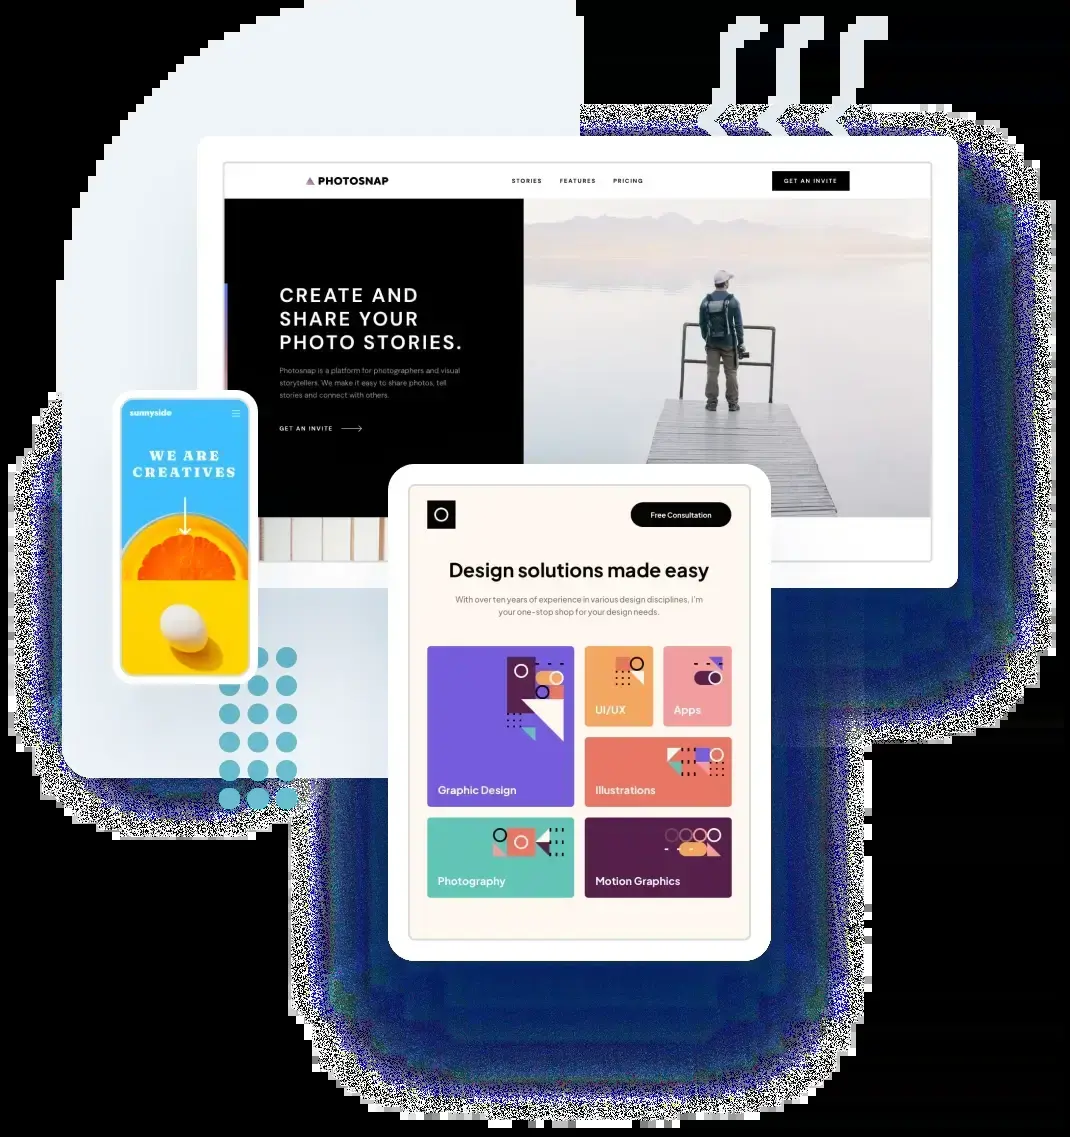 PHOTOSNAP
STORIES FEATURES PRICING
GET AN INVITE
CREATE AND
SHARE YOUR
PHOTO STORIES.
Photosnap is a platform for photographers and visual
storytellers. We make it easy to share photos, tell
stories and connect with others.
GET AN INVITE
sunnyside
WE ARE
CREATIVES
Free Consultation
Design solutions made easy
With over ten years of experience in various design disciplines, I'm
your one-stop shop for your design needs.
Graphic Design
UI/UX
Apps
Illustrations
Photography
Motion Graphics